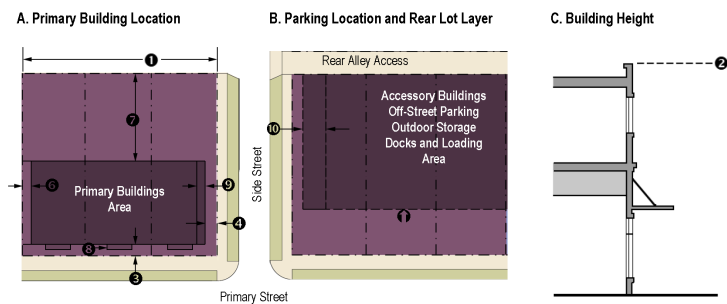 A. Primary Building Location
B. Parking Location and Rear Lot Layer
C. Building Height
1
2
Rear Alley Access
Accessory Buildings
Off-Street Parking
Outdoor Storage
Docks and Loading
Area
7
10
6
Primary Buildings
Area
9
Side Street
4
8
3
Primary Street